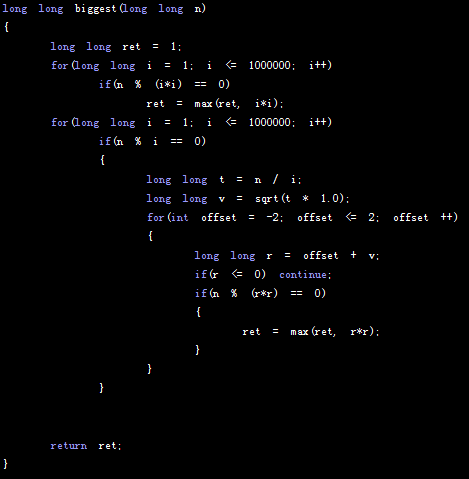 long long biggest(long long n)
{
long long ret = 1;
for(long long i = 1; i <= 1000000; i++)
if(n % (i*i) == 0)
ret = max(ret, i*i);
for(long long i = 1; i <= 1000000; i++)
if(n % i == 0)
{
long long t = n / i;
long long v = sqrt(t * 1.0);
for(int offset = -2; offset <= 2; offset ++)
{
long long r = offset + v;
if(r <= 0) continue;
if(n % (r*r) == 0)
{
ret = max(ret, r*r);
}
}
}
return ret;
}